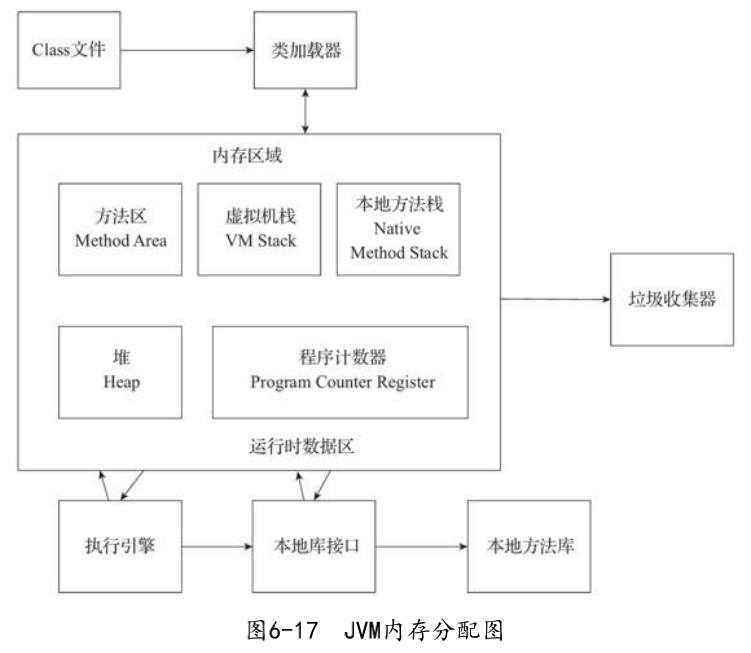 Class文件
类加载器
内存区域
方法区
Method Area
虚拟机栈
VM Stack
本地方法栈
Native
Method Stack
垃圾收集器
堆
Heap
程序计数器
Program Counter Register
运行时数据区
执行引擎
本地库接口
本地方法库
图6-17 JVM内存分配图